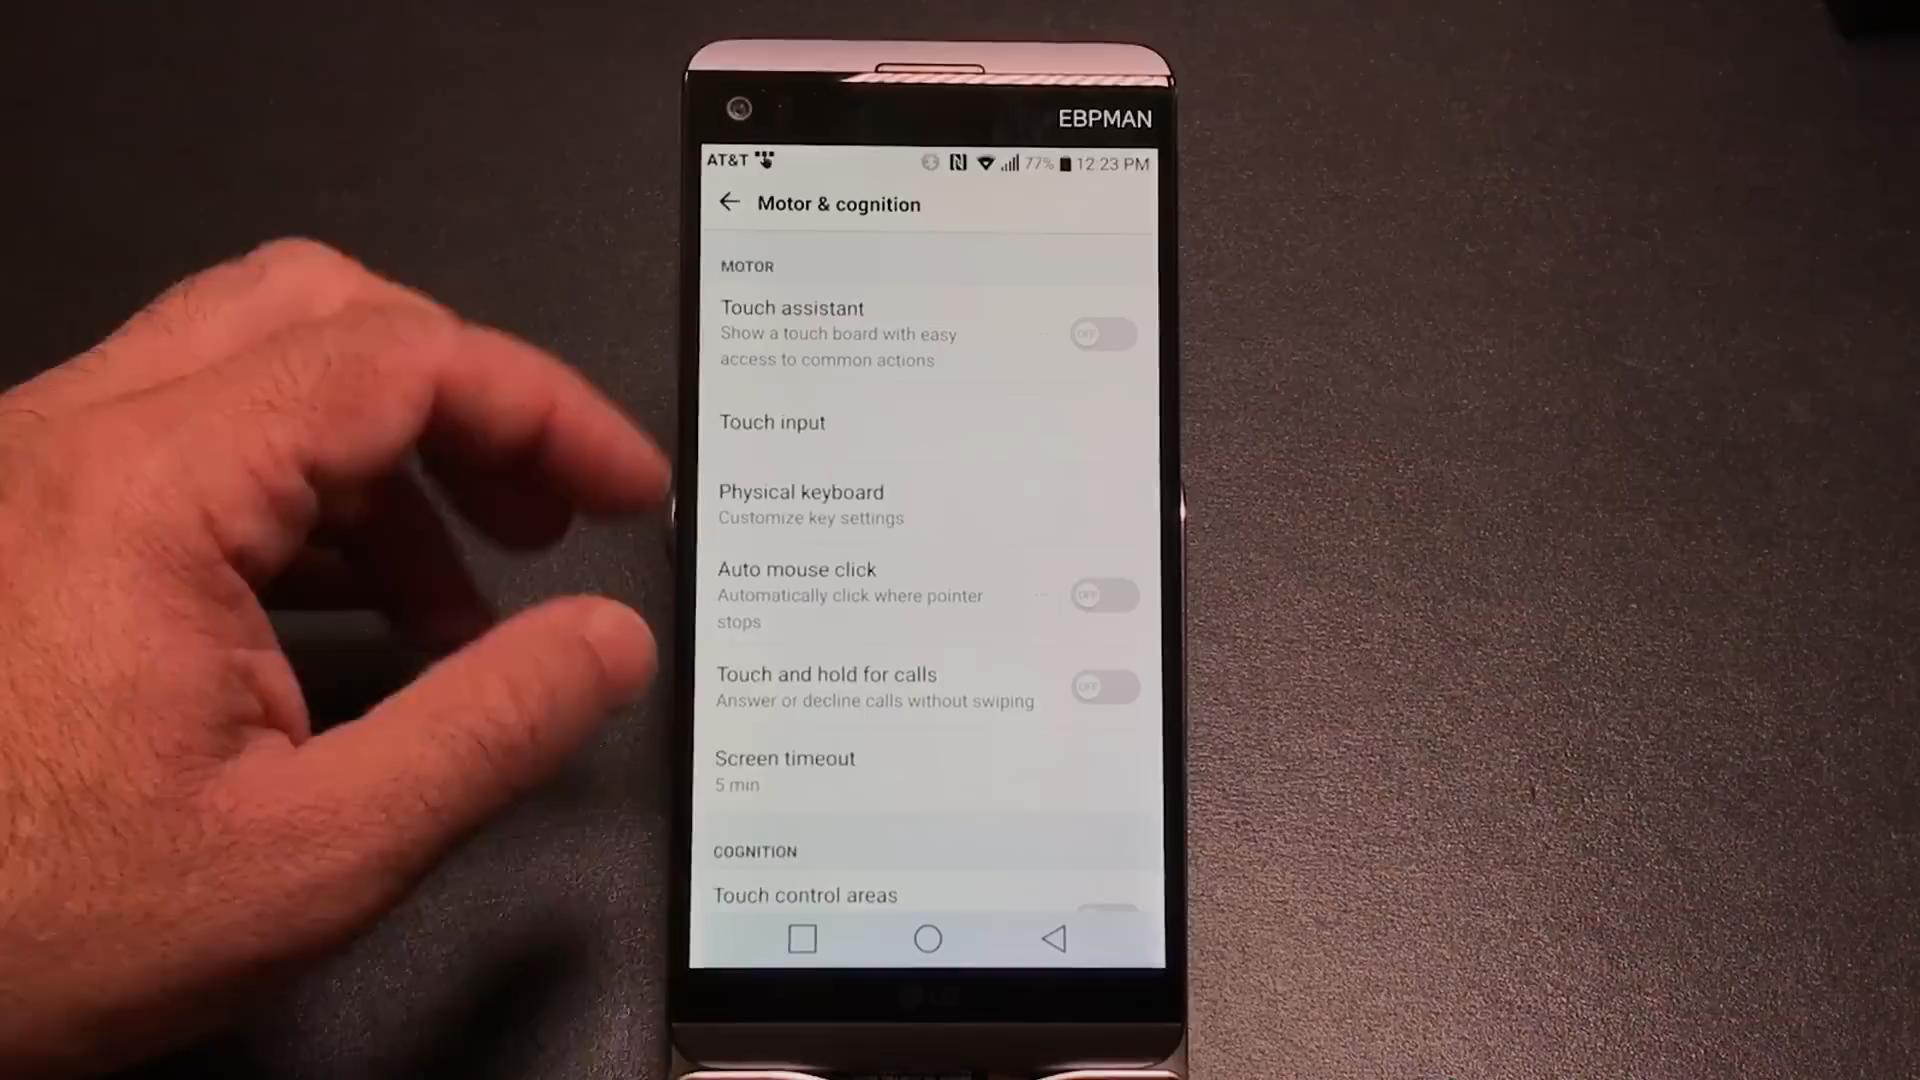 EBPMAN
AT&T 77% 12:23 PM
Motor & cognition
MOTOR
Touch assistant
Show a touch board with easy
access to common actions
OFF
Touch input
Physical keyboard
Customize key settings
Auto mouse click
Automatically click where pointer
stops
OFF
Touch and hold for calls
Answer or decline calls without swiping
OFF
Screen timeout
5 min
COGNITION
Touch control areas
LG